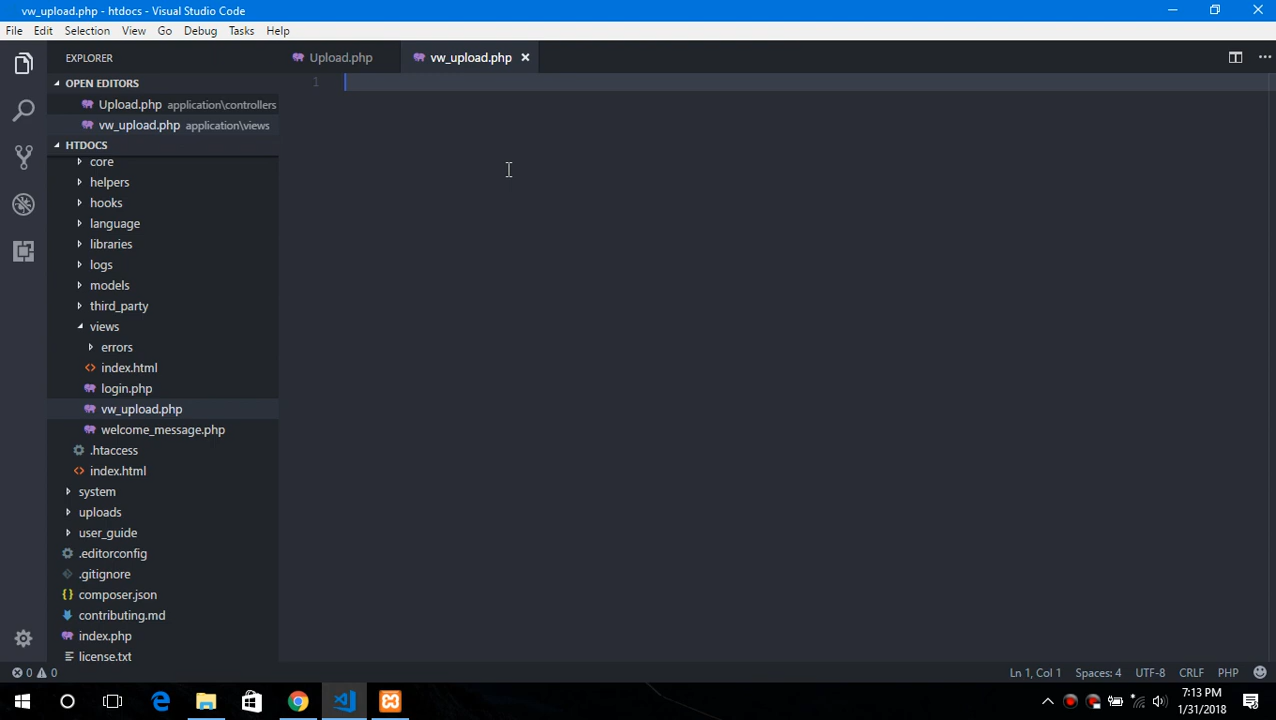 vw_upload.php - htdocs - Visual Studio Code
File Edit Selection View Go Debug Tasks Help
EXPLORER
Upload.php
vw_upload.php
OPEN EDITORS
Upload.php application\controllers
vw_upload.php application\views
HTDOCS
core
helpers
hooks
language
libraries
logs
models
third_party
views
errors
index.html
login.php
vw_upload.php
welcome_message.php
.htaccess
index.html
system
uploads
user_guide
.editorconfig
.gitignore
composer.json
contributing.md
index.php
license.txt
1
0 0
Ln 1, Col 1 Spaces: 4 UTF-8 CRLF PHP
7:13 PM
1/31/2018